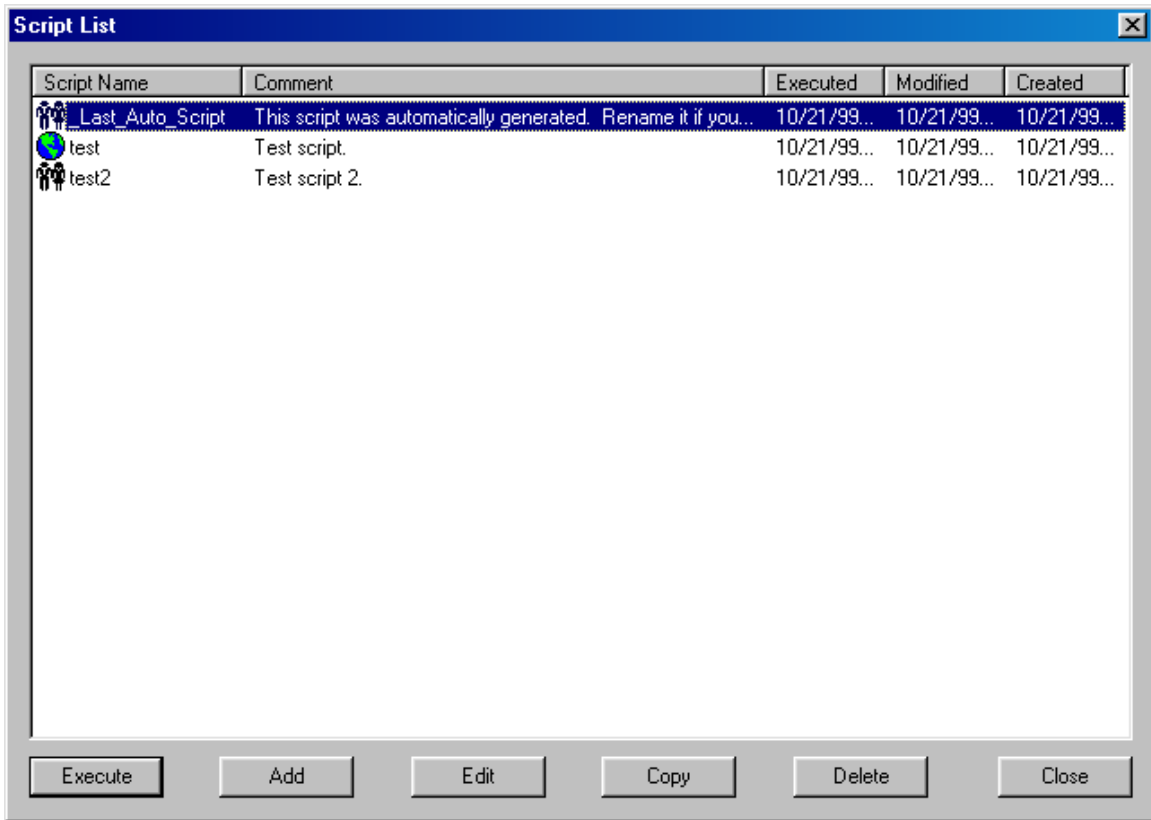 Script List
Script Name Comment Executed Modified Created
_Last_Auto_Script This script was automatically generated. Rename it if you... 10/21/99... 10/21/99... 10/21/99...
test Test script. 10/21/99... 10/21/99... 10/21/99...
test2 Test script 2. 10/21/99... 10/21/99... 10/21/99...
Execute Add Edit Copy Delete Close